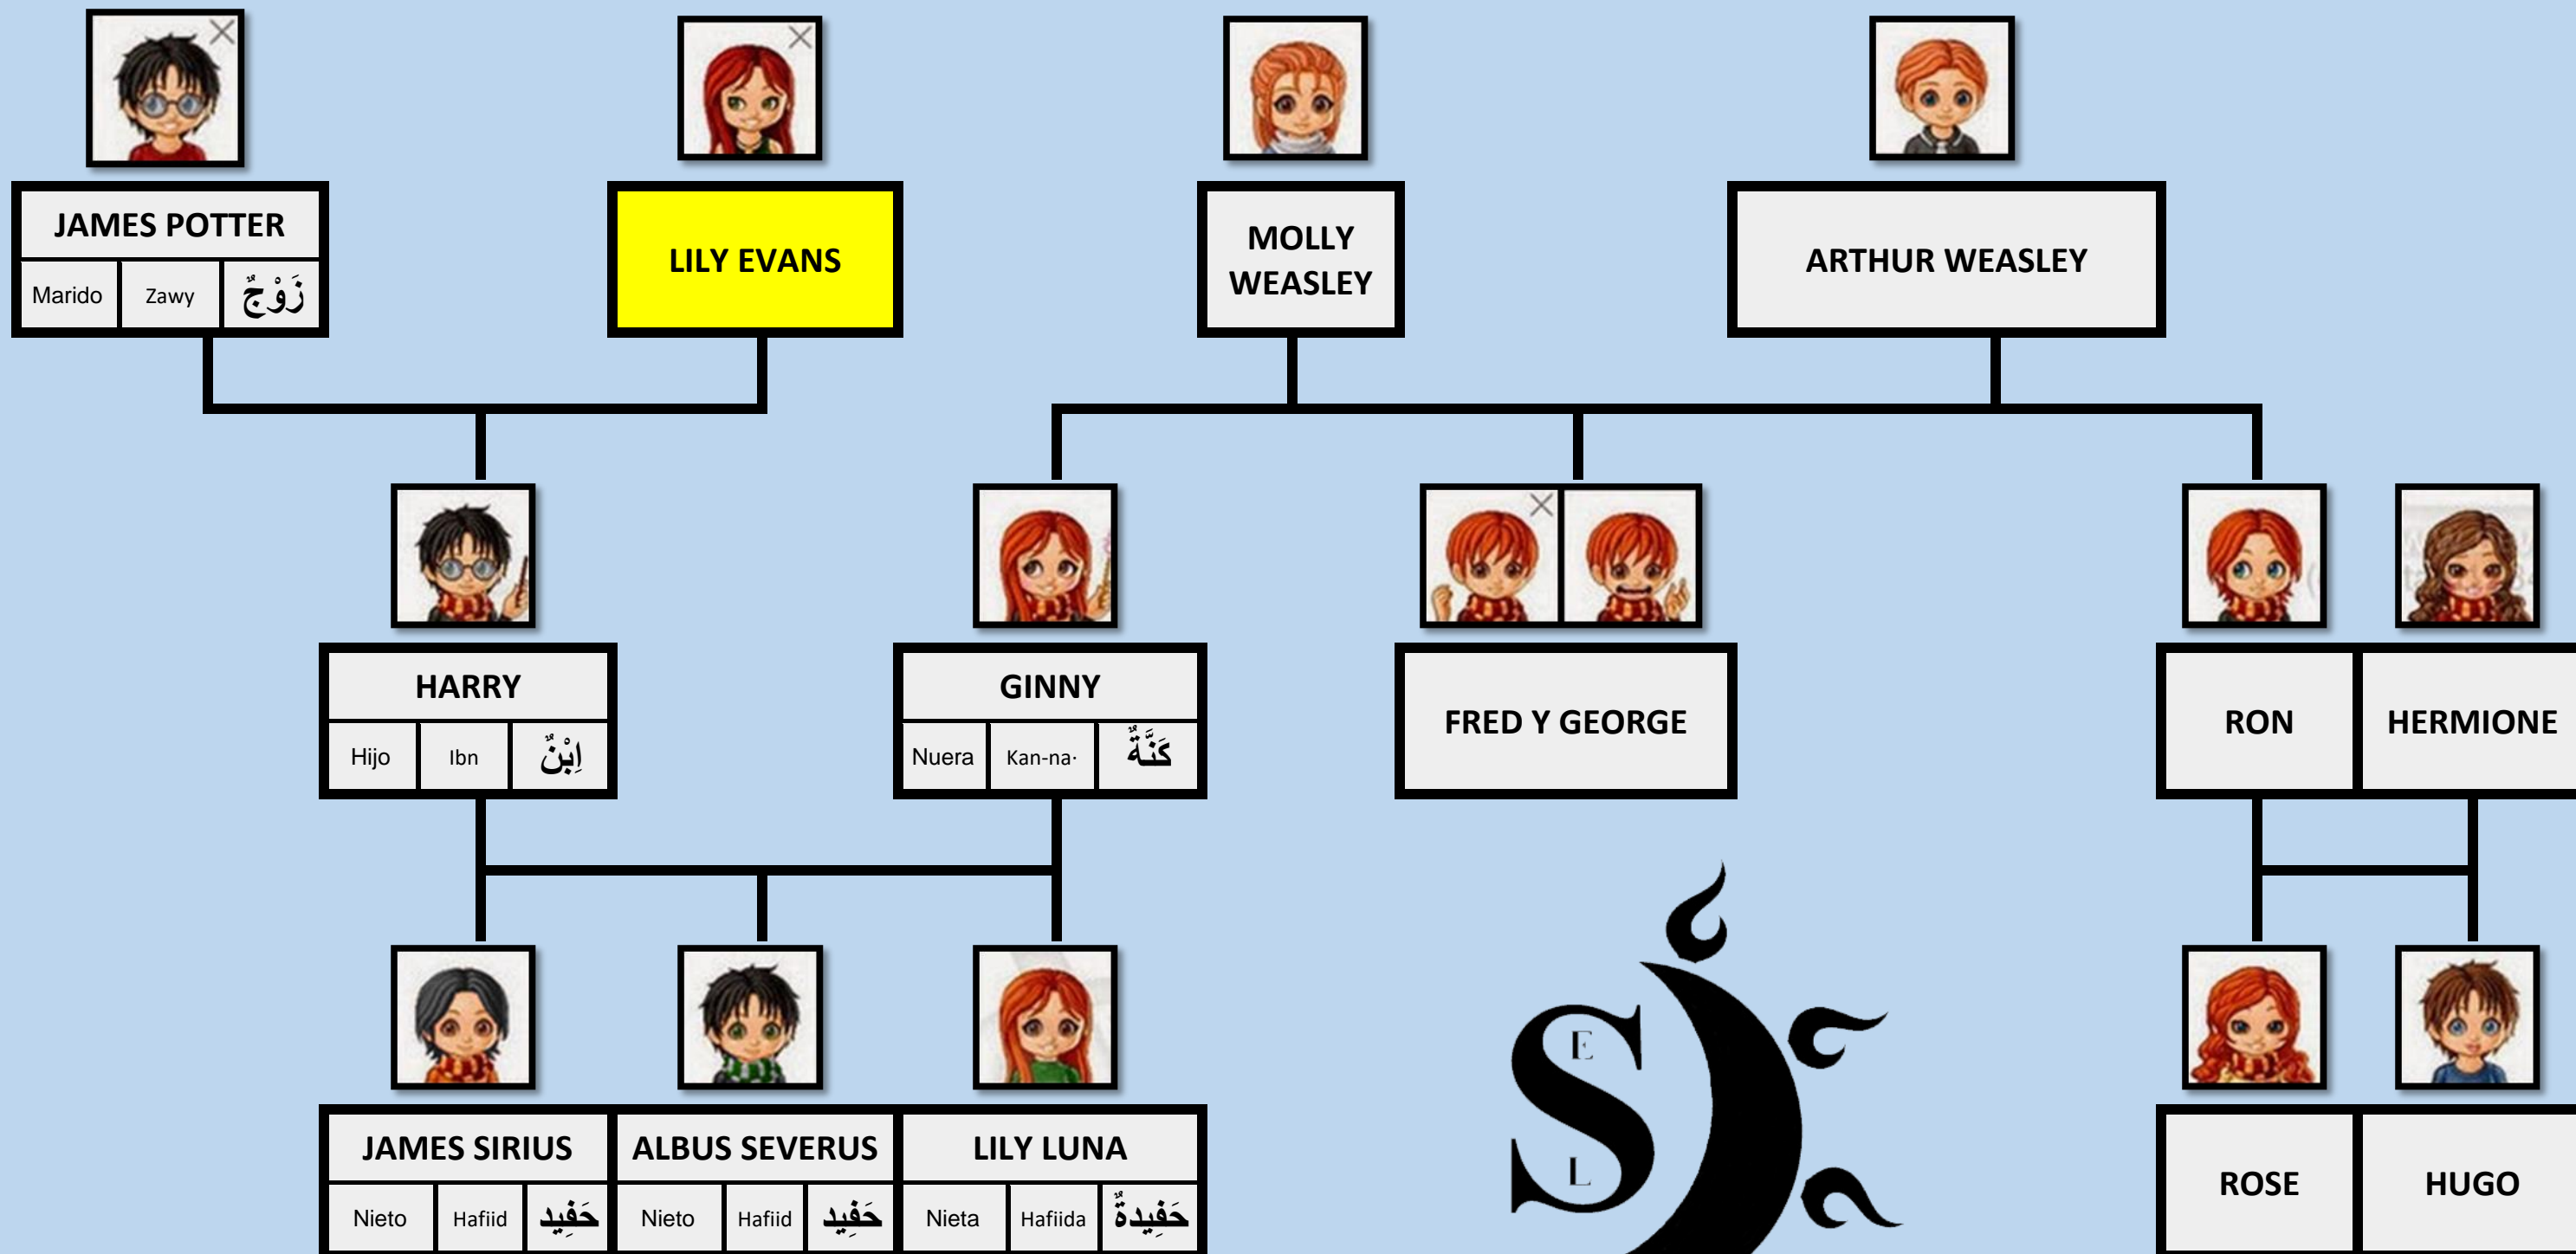 JAMES POTTER
Marido Zawy زَوْجٌ
LILY EVANS
MOLLY
WEASLEY
ARTHUR WEASLEY
HARRY
Hijo Ibn اِبْنٌ
GINNY
Nuera Kan-na· كَنَّةٌ
FRED Y GEORGE
RON
HERMIONE
JAMES SIRIUS
Nieto Hafiid حَفِيد
ALBUS SEVERUS
Nieto Hafiid حَفِيد
LILY LUNA
Nieta Hafiida حَفِيدةٌ
ROSE
HUGO
S
E
L